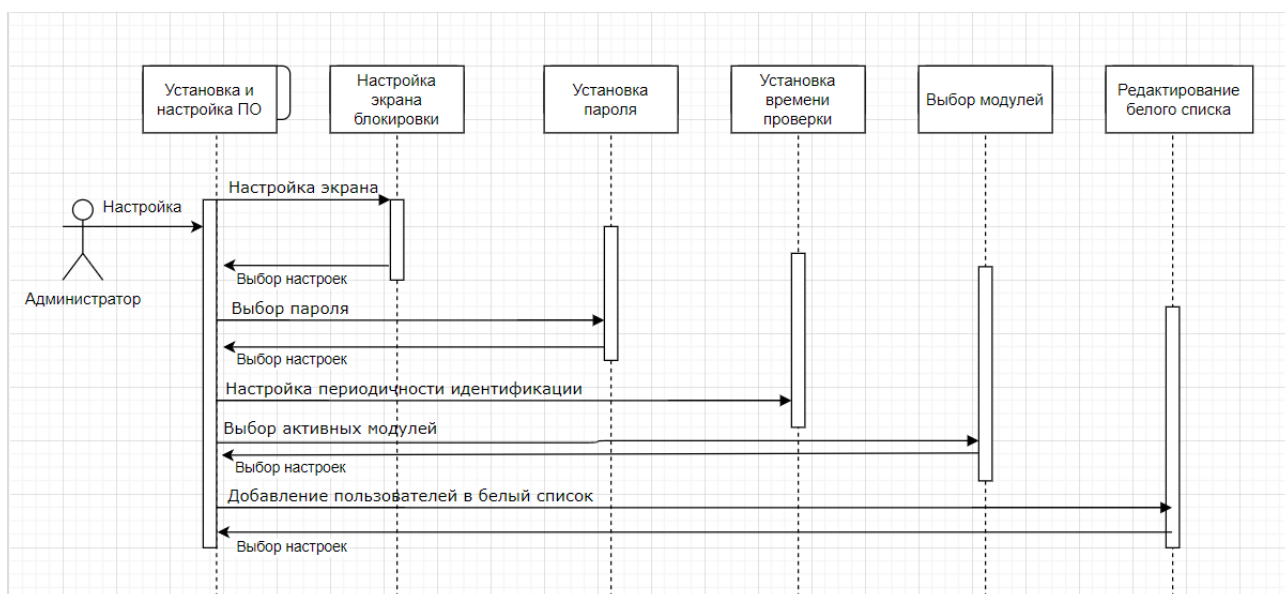 Установка и
настройка ПО
Настройка
экрана
блокировки
Установка
пароля
Установка
времени
проверки
Выбор модулей
Редактирование
белого списка
Настройка экрана
Настройка
Выбор настроек
Администратор
Выбор пароля
Выбор настроек
Настройка периодичности идентификации
Выбор активных модулей
Выбор настроек
Добавление пользователей в белый список
Выбор настроек